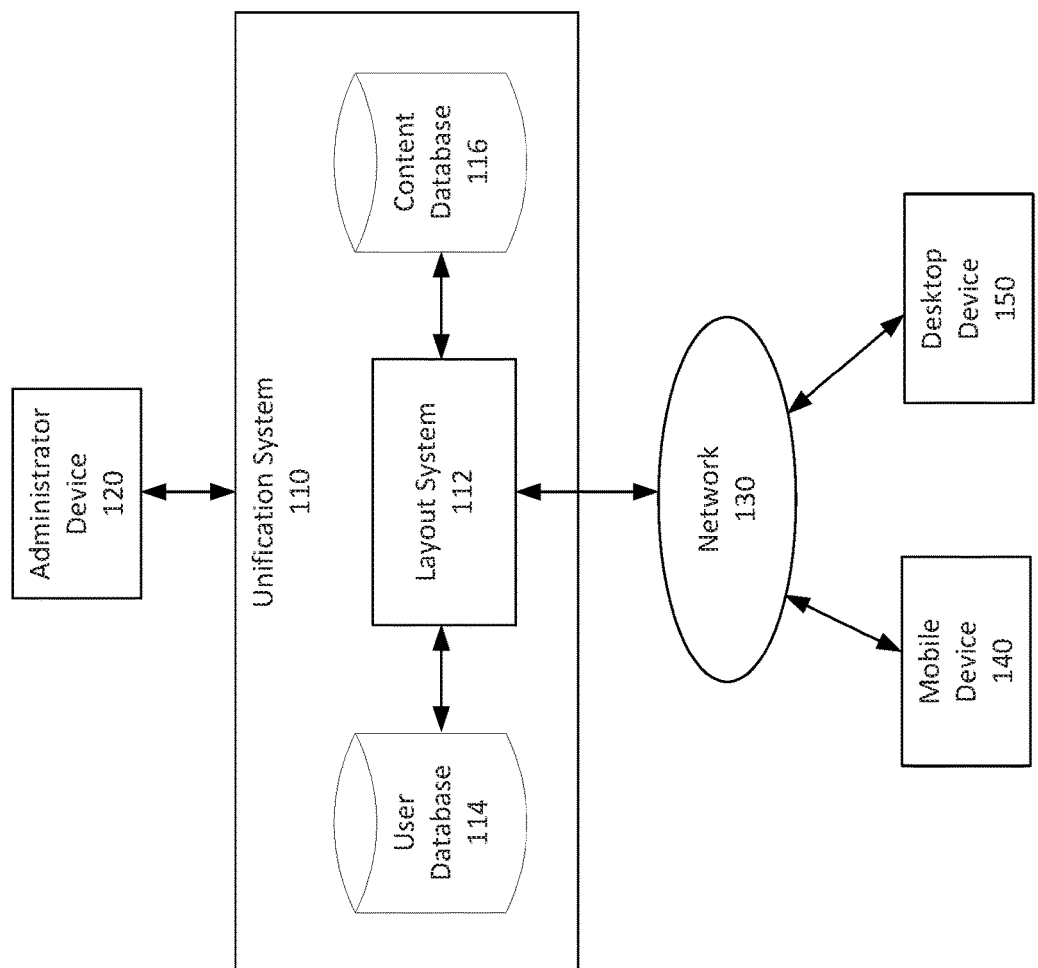 Administrator
Device
120
Unification System
110
User
Database
114
Layout System
112
Content
Database
116
Network
130
Mobile
Device
140
Desktop
Device
150